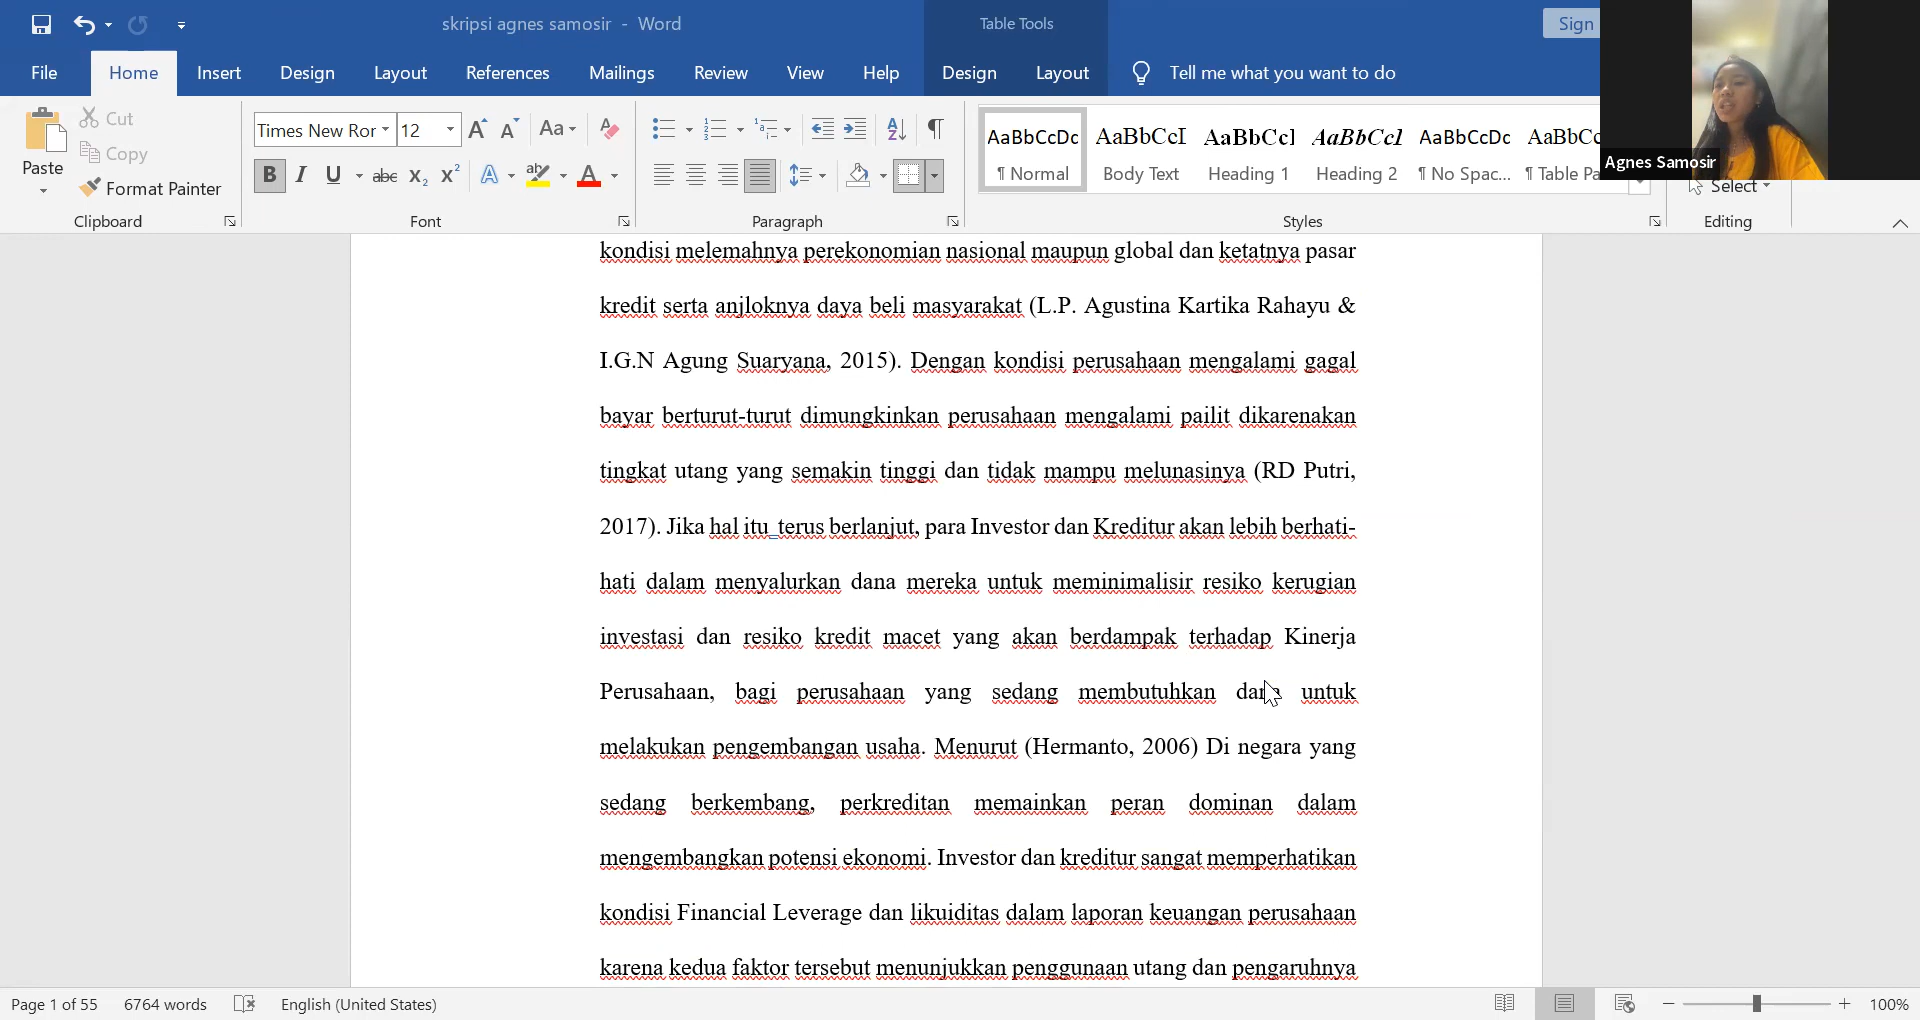 skripsi agnes samosir - Word
Table Tools
Sign
File Home Insert Design Layout References Mailings Review View Help Design Layout Tell me what you want to do
Cut
Copy
Format Painter
Paste
Clipboard
Times New Ror 12
Font
Paragraph
AaBbCcDc AaBbCcI AaBbCcI AaBbCcI AaBbCcDc AaBbCc
¶ Normal Body Text Heading 1 Heading 2 ¶ No Spac... ¶ Table Pa
Styles
Agnes Samosir
Select
Editing
kondisi melemahnya perekonomian nasional maupun global dan ketatnya pasar
kredit serta anjloknya daya beli masyarakat (L.P. Agustina Kartika Rahayu &
I.G.N Agung Suaryana, 2015). Dengan kondisi perusahaan mengalami gagal
bayar berturut-turut dimungkinkan perusahaan mengalami pailit dikarenakan
tingkat utang yang semakin tinggi dan tidak mampu melunasinya (RD Putri,
2017). Jika hal itu terus berlanjut, para Investor dan Kreditur akan lebih berhati-
hati dalam menyalurkan dana mereka untuk meminimalisir resiko kerugian
investasi dan resiko kredit macet yang akan berdampak terhadap Kinerja
Perusahaan, bagi perusahaan yang sedang membutuhkan dana untuk
melakukan pengembangan usaha. Menurut (Hermanto, 2006) Di negara yang
sedang berkembang, perkreditan memainkan peran dominan dalam
mengembangkan potensi ekonomi. Investor dan kreditur sangat memperhatikan
kondisi Financial Leverage dan likuiditas dalam laporan keuangan perusahaan
karena kedua faktor tersebut menunjukkan penggunaan utang dan pengaruhnya
Page 1 of 55 6764 words English (United States) 100%